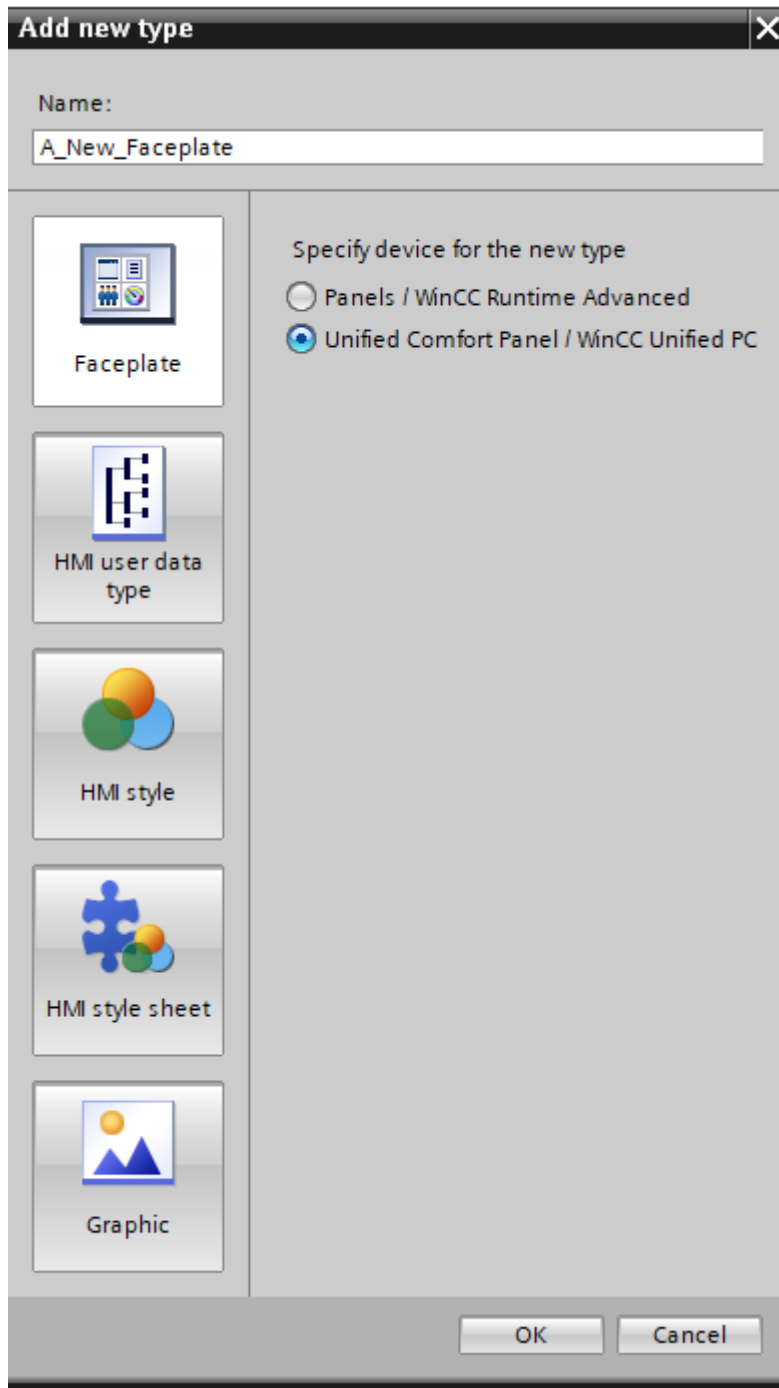 Add new type
Name:
A_New_Faceplate
Faceplate
HMI user data
type
HMI style
HMI style sheet
Graphic
Specify device for the new type
Panels / WinCC Runtime Advanced
Unified Comfort Panel / WinCC Unified PC
OK
Cancel